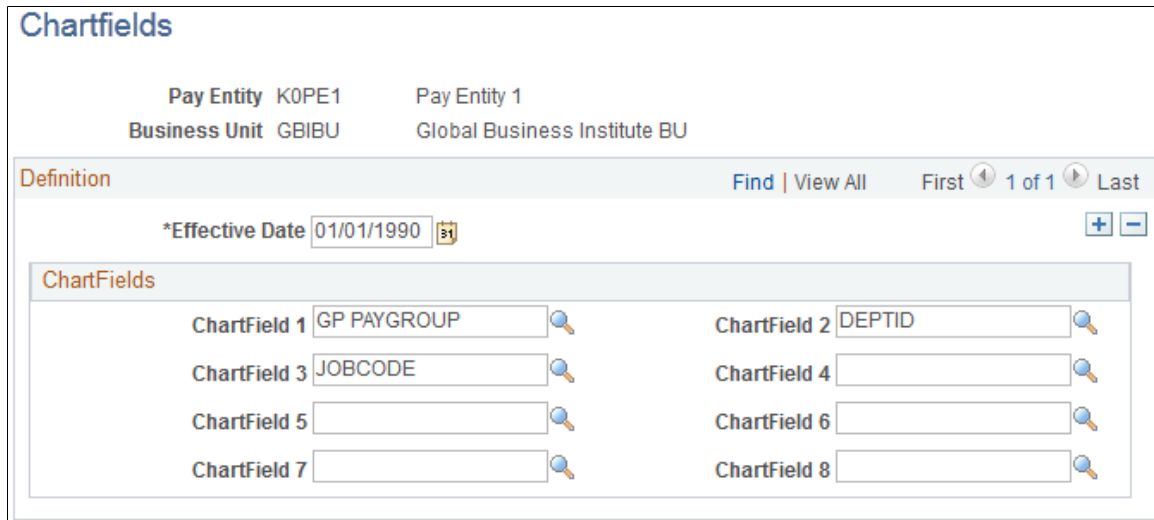 Chartfields
Pay Entity K0PE1 Pay Entity 1
Business Unit GBIBU Global Business Institute BU
Definition Find | View All First 1 of 1 Last
*Effective Date 01/01/1990 31
ChartFields
ChartField 1 GP PAYGROUP ChartField 2 DEPTID
ChartField 3 JOBCODE ChartField 4
ChartField 5 ChartField 6
ChartField 7 ChartField 8